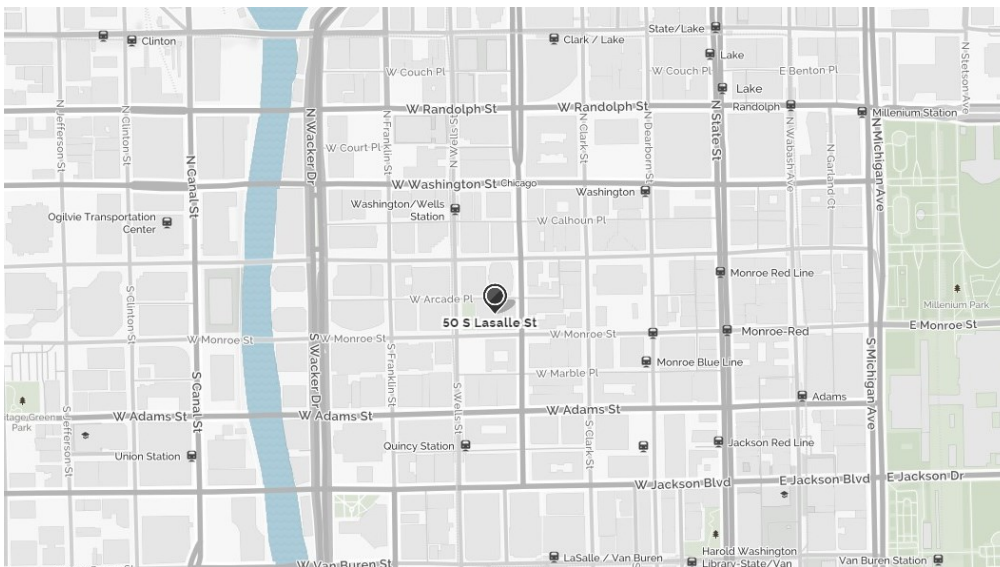 State/Lake
Clinton
Clark / Lake
Lake
W Couch Pl
W Couch Pl
E Benton Pl
N Stetson Ave
Lake
W Randolph St
W Randolph St
Randolph
Millenium Station
N Jefferson St
N Clinton St
N Canal St
N Wacker Dr
N Franklin St
N Wells St
N Clark St
N Dearborn St
N State St
N Wabash Ave
N Garland Ct
N Michigan Ave
W Court Pl
W Washington St
Chicago
Washington
Washington/Wells
Station
W Calhoun Pl
Ogilvie Transportation
Center
Monroe Red Line
W Arcade Pl
Millenium Park
50 S Lasalle St
E Monroe St
W Monroe St
W Monroe St
W Monroe St
Monroe-Red
S Clinton St
S Wacker Dr
S Franklin St
S Michigan Ave
Monroe Blue Line
W Marble Pl
S Canal St
S Wells St
Adams
W Adams St
W Adams St
W Adams St
itage Green
Park
S Jefferson St
S Clark St
Quincy Station
Jackson Red Line
Union Station
W Jackson Blvd
E Jackson Blvd
E Jackson Dr
LaSalle / Van Buren
Harold Washington
Library-State/Van
Van Buren Station
W Van Buren St